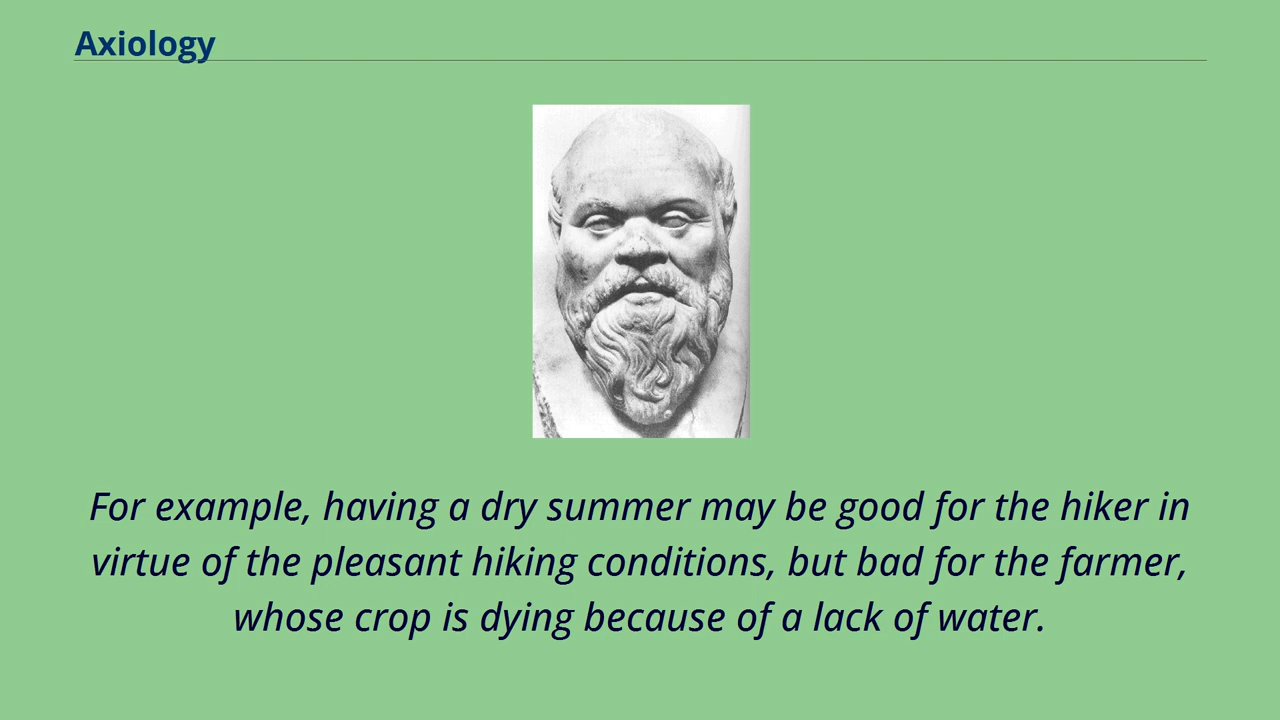 Axiology
For example, having a dry summer may be good for the hiker in
virtue of the pleasant hiking conditions, but bad for the farmer,
whose crop is dying because of a lack of water.